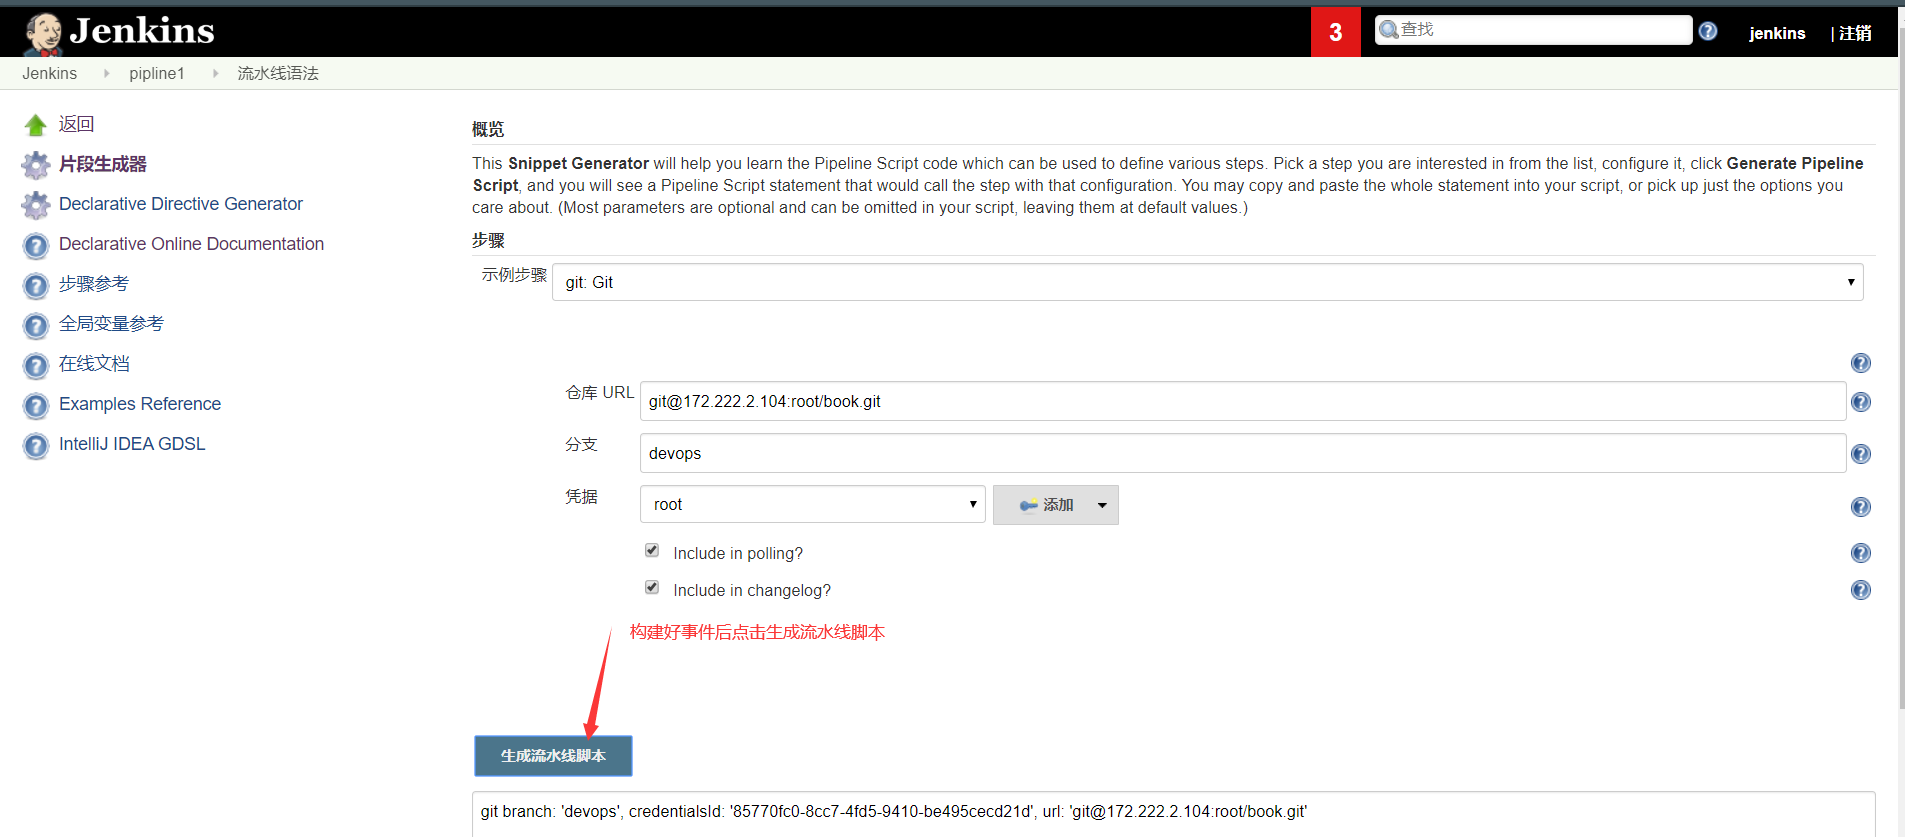 Jenkins
3
查找
jenkins
| 注销
Jenkins
pipline1
流水线语法
返回
片段生成器
Declarative Directive Generator
Declarative Online Documentation
步骤参考
全局变量参考
在线文档
Examples Reference
IntelliJ IDEA GDSL
概览
This Snippet Generator will help you learn the Pipeline Script code which can be used to define various steps. Pick a step you are interested in from the list, configure it, click Generate Pipeline
Script, and you will see a Pipeline Script statement that would call the step with that configuration. You may copy and paste the whole statement into your script, or pick up just the options you
care about. (Most parameters are optional and can be omitted in your script, leaving them at default values.)
步骤
示例步骤
git: Git
仓库 URL
git@172.222.2.104:root/book.git
分支
devops
凭据
root
添加
Include in polling?
Include in changelog?
构建好事件后点击生成流水线脚本
生成流水线脚本
git branch: 'devops', credentialsId: '85770fc0-8cc7-4fd5-9410-be495cecd21d', url: 'git@172.222.2.104:root/book.git'